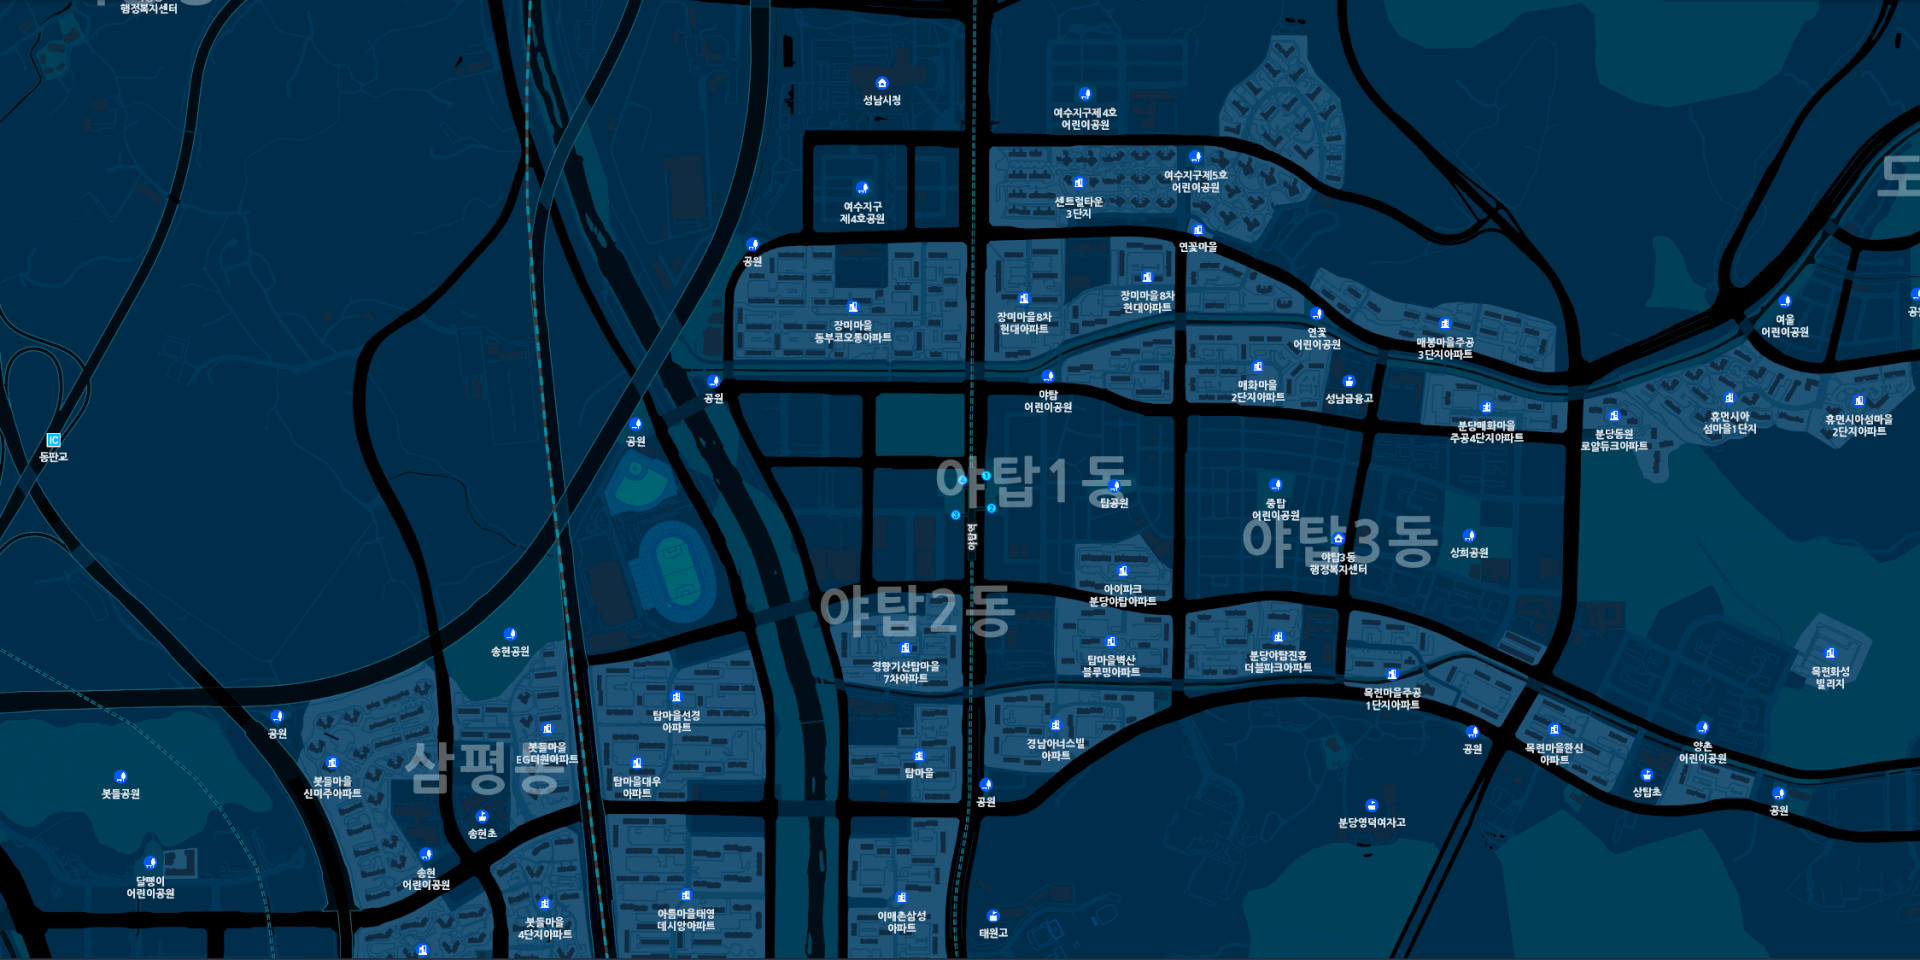 행정복지센터
성남시청
여수지구제4호
어린이공원
여수지구제5호
어린이공원
센트럴타운
3단지
여수지구
제4호공원
연꽃마을
공원
장미마을8차
현대아파트
장미마을8차
현대아파트
장미마을
동부코오롱아파트
연꽃
어린이공원
매봉마을주공
3단지아파트
여울
어린이공원
매화마을
2단지아파트
성남금융고
야탑
어린이공원
공원
공원
분당매화마을
주공4단지아파트
분당동원
로얄듀크아파트
휴먼시아
섬마을1단지
휴먼시아섬마을
2단지아파트
IC
동판교
야탑1동
탑공원
중탑
어린이공원
야탑3동
야탑3동
행정복지센터
상희공원
1
2
3
4
야탑역
아이파크
분당야탑아파트
야탑2동
송현공원
경향기산탑마을
7차아파트
탑마을벽산
블루밍아파트
분당야탑진흥
더블파크아파트
목련마을주공
1단지아파트
목련화성
빌리지
공원
탑마을선경
아파트
경남아너스빌
아파트
공원
목련마을한신
아파트
양촌
어린이공원
삼평동
봇들마을
EG더원아파트
봇들마을
신미주아파트
탑마을대우
아파트
탑마을
공원
상탑초
공원
봇들공원
송현초
분당영덕여자고
달팽이
어린이공원
송현
어린이공원
봇들마을
4단지아파트
아름마을태영
데시앙아파트
이매촌삼성
아파트
태원고